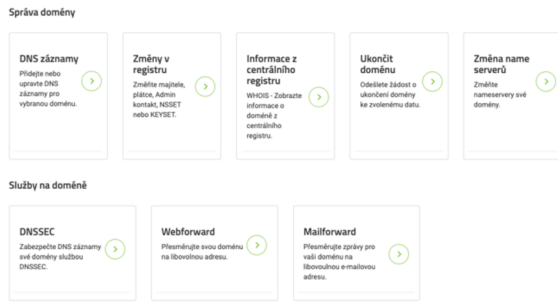 Správa domény
DNS záznamy
Přidejte nebo
upravte DNS
záznamy pro
vybranou doménu.
Změny v
registru
Změňte majitele,
plátce, Admin
kontakt, NSSET
nebo KEYSET.
Informace z
centrálního
registru
WHOIS - Zobrazte
informace o
doméně z
centrálního
registru.
Ukončit
doménu
Odešlete žádost o
ukončení domény
ke zvolenému datu.
Změna name
serverů
Změňte
nameservery své
domény.
Služby na doméně
DNSSEC
Zabezpečte DNS záznamy
své domény službou
DNSSEC.
Webforward
Přesměrujte svou doménu
na libovolnou adresu.
Mailforward
Přesměrujte zprávy pro
vaši doménu na
libovoulnou e-mailovou
adresu.